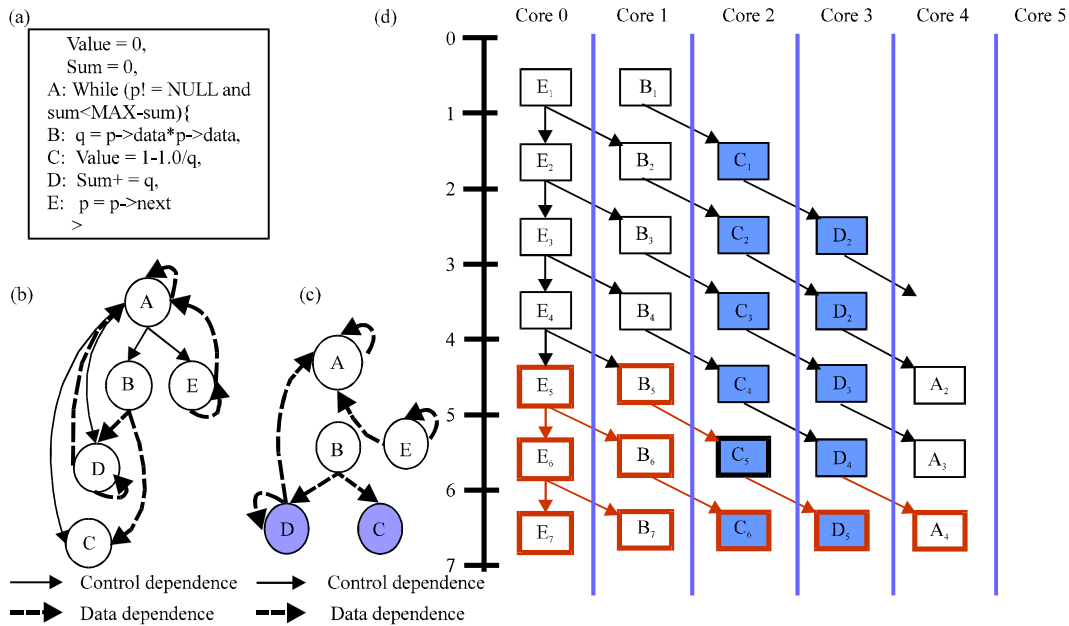 (a)
Value = 0,
Sum = 0,
A: While (p! = NULL and
sum<MAX-sum){
B: q = p->data*p->data,
C: Value = 1-1.0/q,
D: Sum+ = q,
E: p = p->next
>
(b)
A
B
E
D
C
Control dependence
Data dependence
(c)
A
B
E
D
C
Control dependence
Data dependence
(d)
Core 0 Core 1 Core 2 Core 3 Core 4 Core 5
0
E1 B1
1
E2 B2 C1
2
E3 B3 C2 D2
3
E4 B4 C3 D2
4
E5 B5 C4 D3 A2
5
E6 B6 C5 D4 A3
6
E7 B7 C6 D5 A4
7